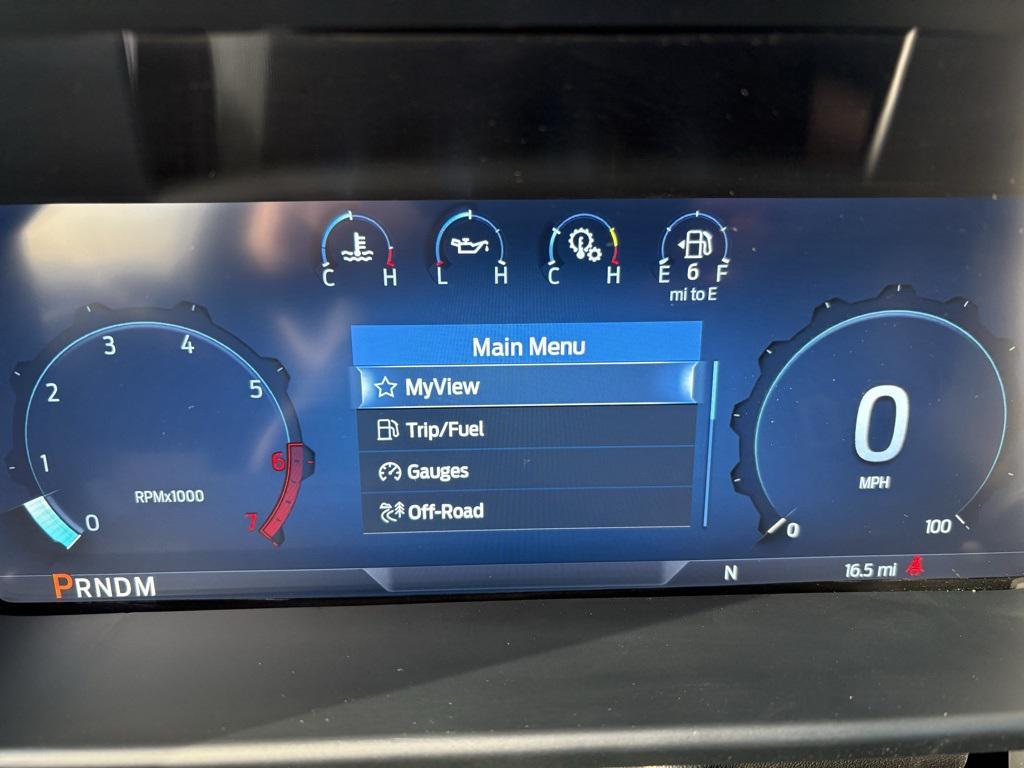 C H
L H
C H
E 6 F
mi to E
0 1 2 3 4 5 6 7
RPMx1000
Main Menu
MyView
Trip/Fuel
Gauges
Off-Road
0
MPH
0 100
PRNDM
N
16.5 mi